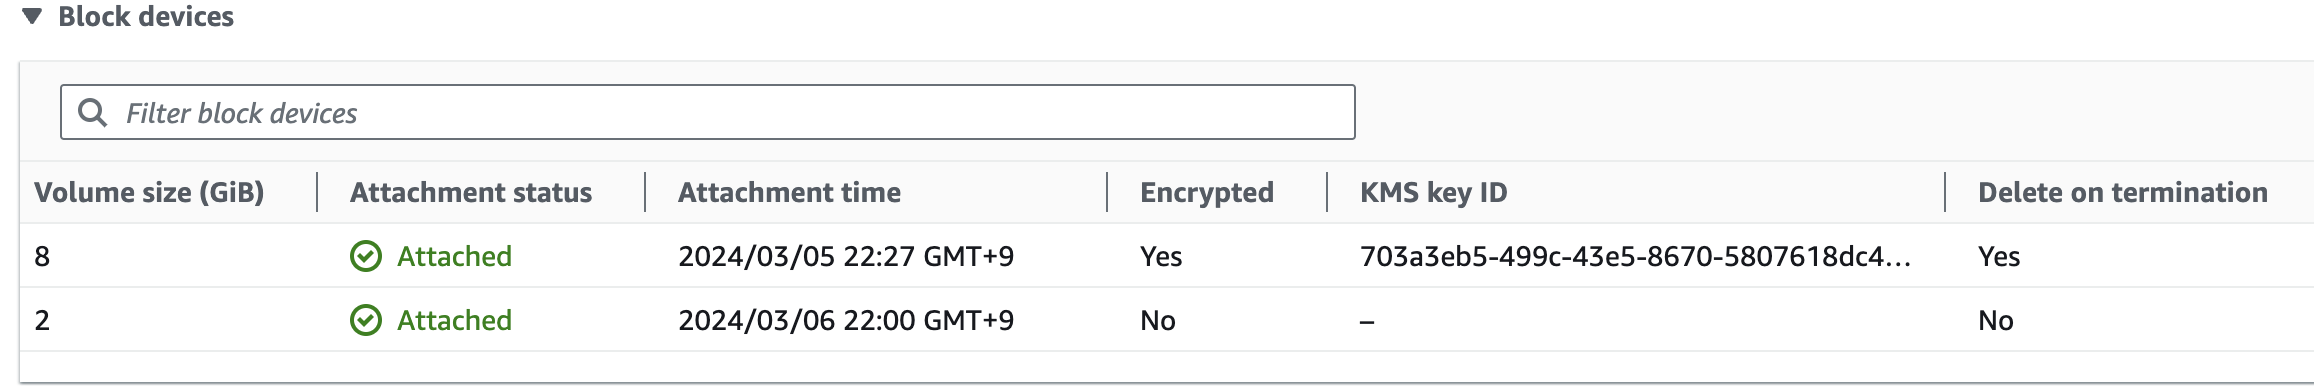 Block devices
Filter block devices
Volume size (GiB) Attachment status Attachment time Encrypted KMS key ID Delete on termination
8 Attached 2024/03/05 22:27 GMT+9 Yes 703a3eb5-499c-43e5-8670-5807618dc4... Yes
2 Attached 2024/03/06 22:00 GMT+9 No – No